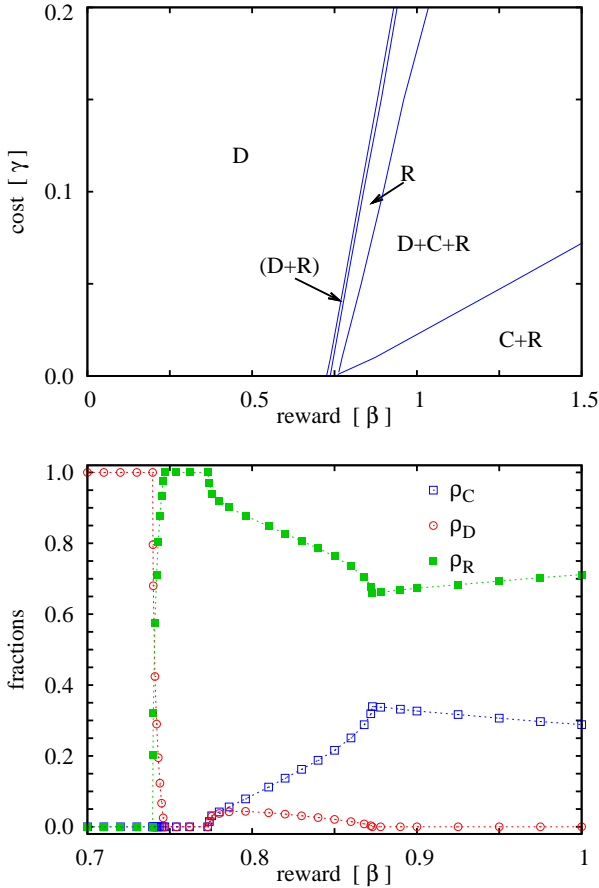 0.2
D
R
cost [ γ ]
0.1
D+C+R
(D+R)
C+R
0.0
0 0.5 1 1.5
reward [ β ]
1.0
ρC
ρD
0.8
ρR
0.6
fractions
0.4
0.2
0.0
0.7 0.8 0.9 1
reward [ β ]